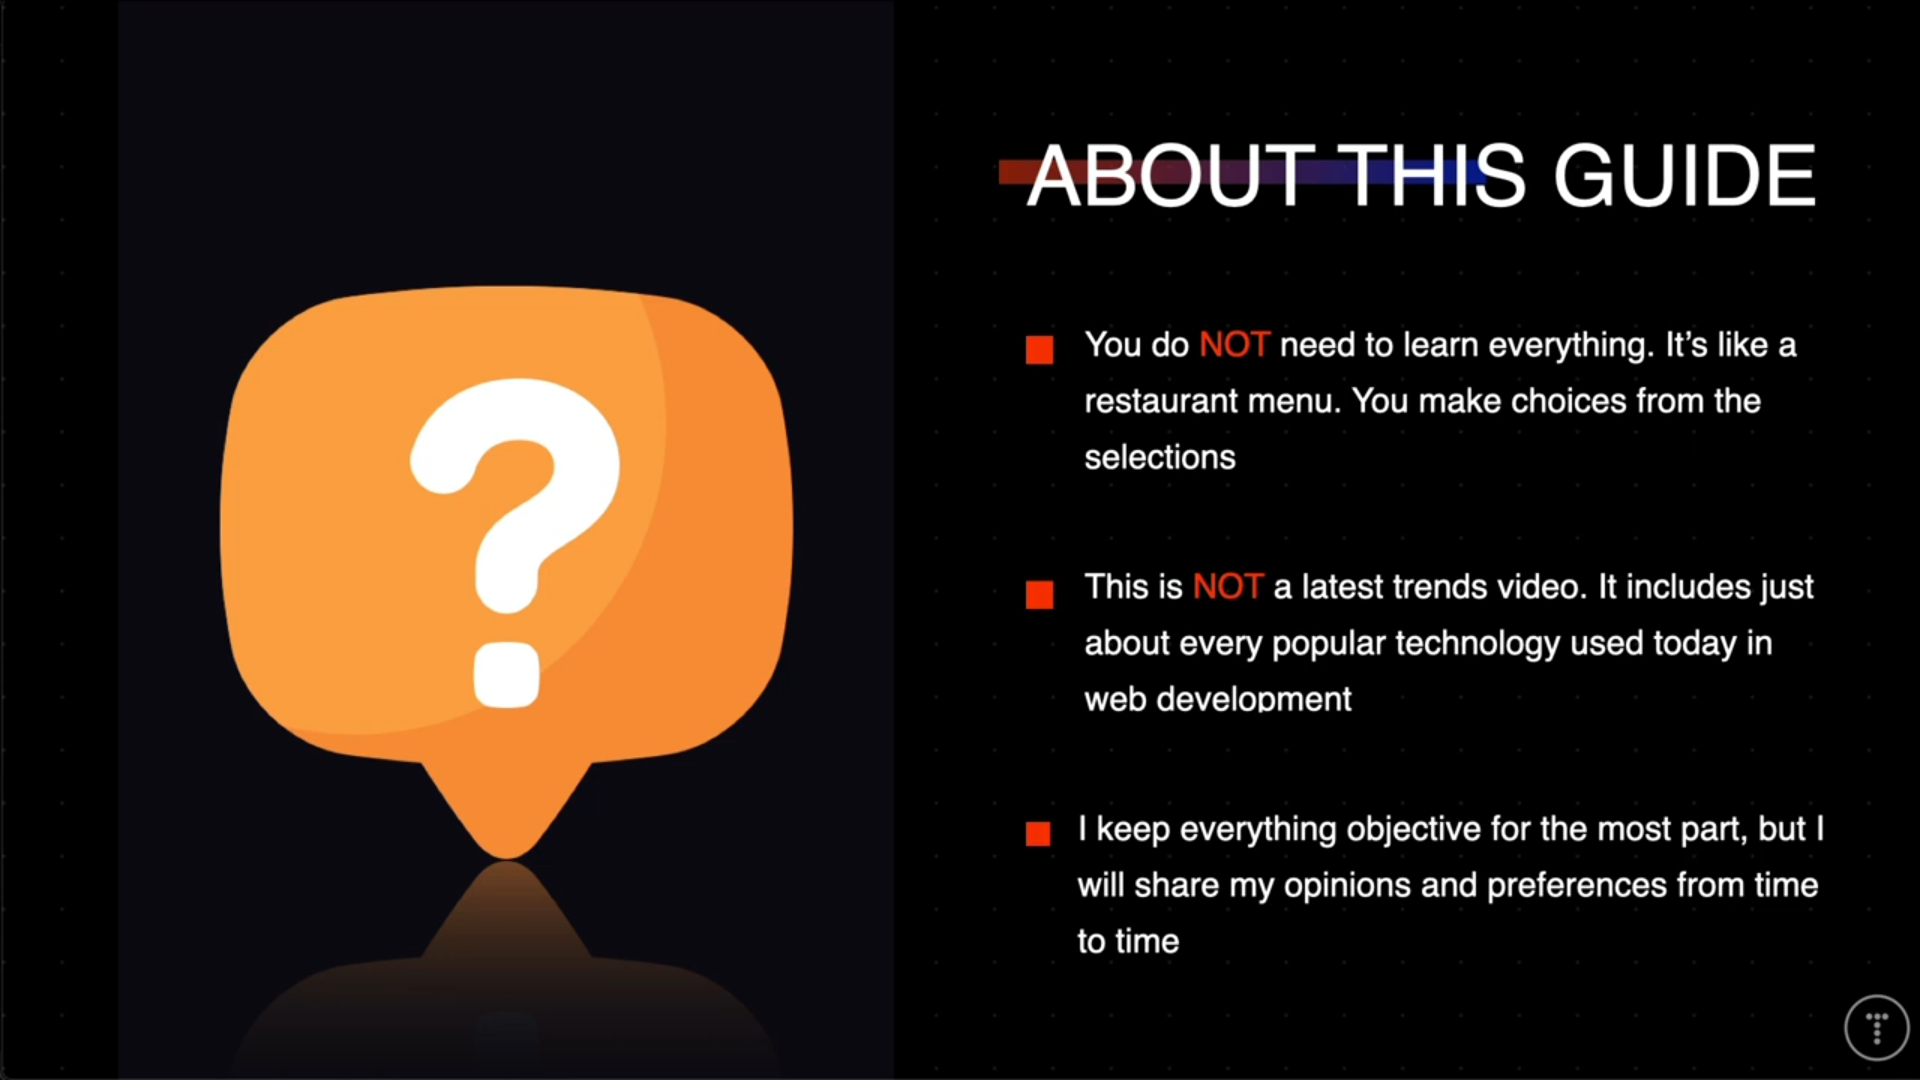 ABOUT THIS GUIDE
You do NOT need to learn everything. It’s like a
restaurant menu. You make choices from the
selections
This is NOT a latest trends video. It includes just
about every popular technology used today in
web development
I keep everything objective for the most part, but I
will share my opinions and preferences from time
to time
T